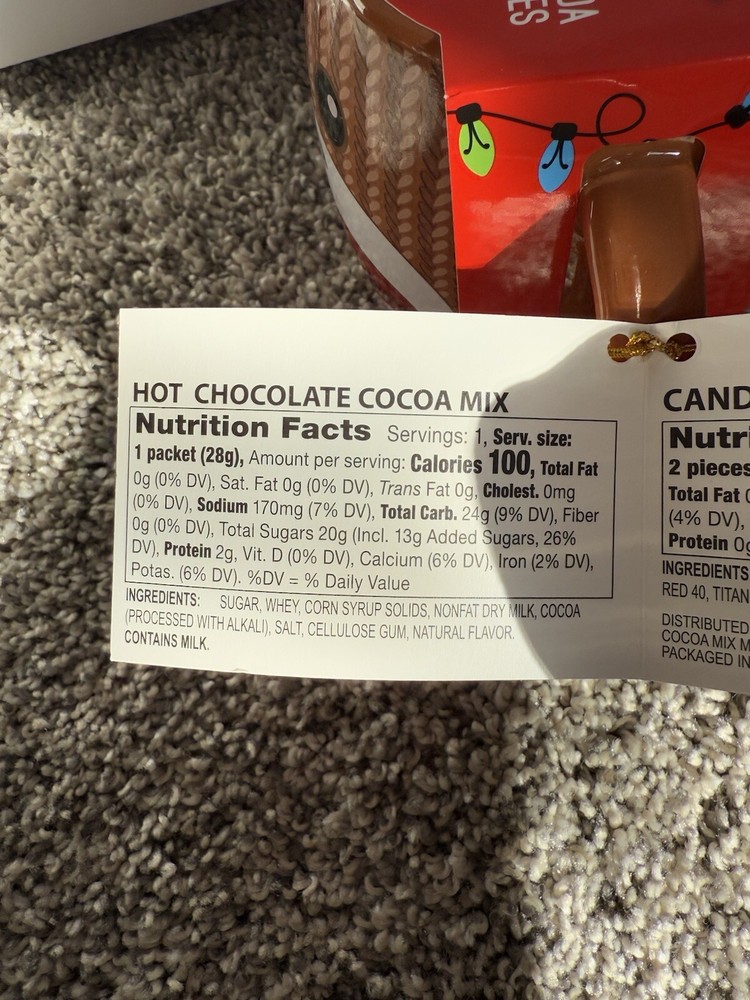 HOT CHOCOLATE COCOA MIX
Nutrition Facts Servings: 1, Serv. size:
1 packet (28g), Amount per serving: Calories 100, Total Fat
0g (0% DV), Sat. Fat 0g (0% DV), Trans Fat 0g, Cholest. 0mg
(0% DV), Sodium 170mg (7% DV), Total Carb. 24g (9% DV), Fiber
0g (0% DV), Total Sugars 20g (Incl. 13g Added Sugars, 26%
DV), Protein 2g, Vit. D (0% DV), Calcium (6% DV), Iron (2% DV),
Potas. (6% DV). %DV = % Daily Value
INGREDIENTS: SUGAR, WHEY, CORN SYRUP SOLIDS, NONFAT DRY MILK, COCOA
(PROCESSED WITH ALKALI), SALT, CELLULOSE GUM, NATURAL FLAVOR.
CONTAINS MILK.
CAND
Nutri
2 pieces
Total Fat
(4% DV),
Protein 0g
INGREDIENTS
RED 40, TITAN
DISTRIBUTED
COCOA MIX M
PACKAGED IN